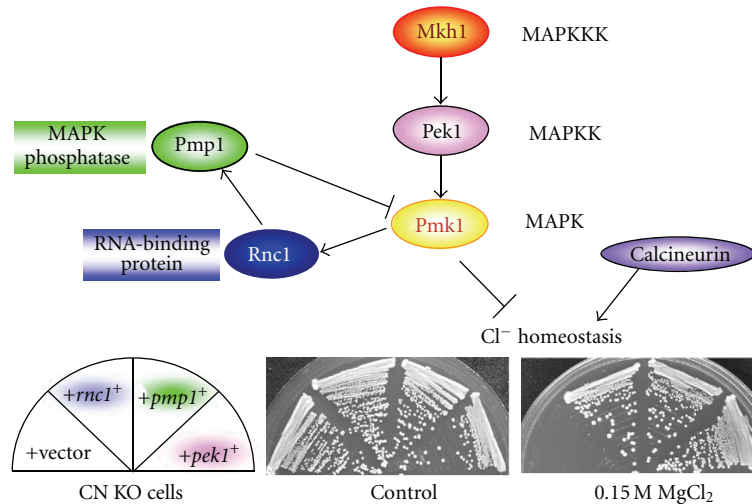 Mkh1 MAPKKK
MAPK
phosphatase
Pmp1
Pek1 MAPKK
Pmk1 MAPK
RNA-binding
protein
Rnc1
Calcineurin
Cl⁻ homeostasis
+rnc1⁺
+pmp1⁺
+vector
+pek1⁺
CN KO cells
Control
0.15 M MgCl₂